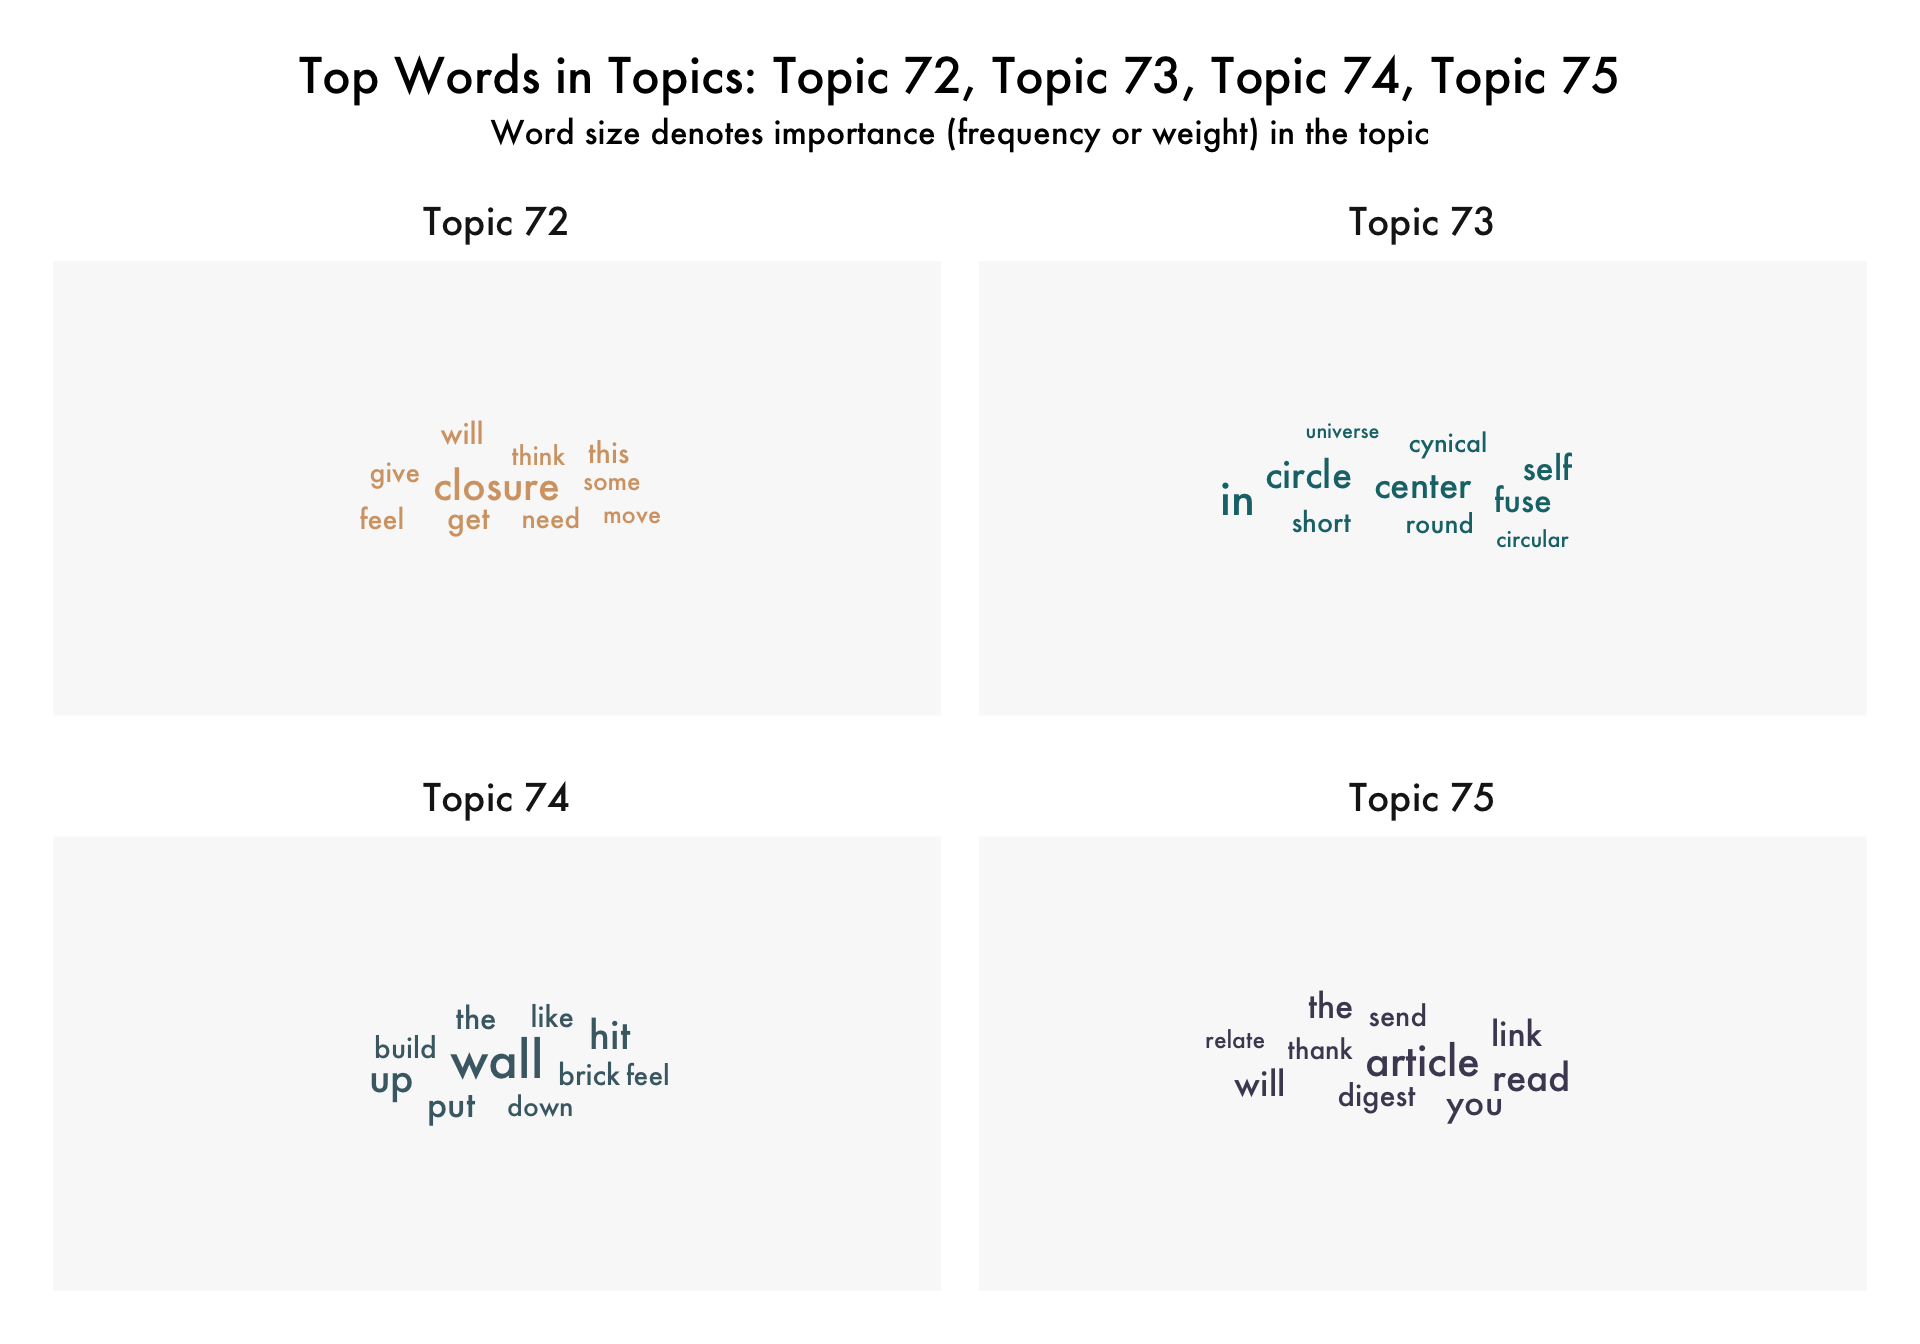 Top Words in Topics: Topic 72, Topic 73, Topic 74, Topic 75
Word size denotes importance (frequency or weight) in the topic
Topic 72
will
think this
give closure some
feel get need move
Topic 73
universe cynical
circle center self
in fuse
short round
circular
Topic 74
the like hit
build wall brick feel
up put down
Topic 75
the send link
relate thank article
will digest read
you